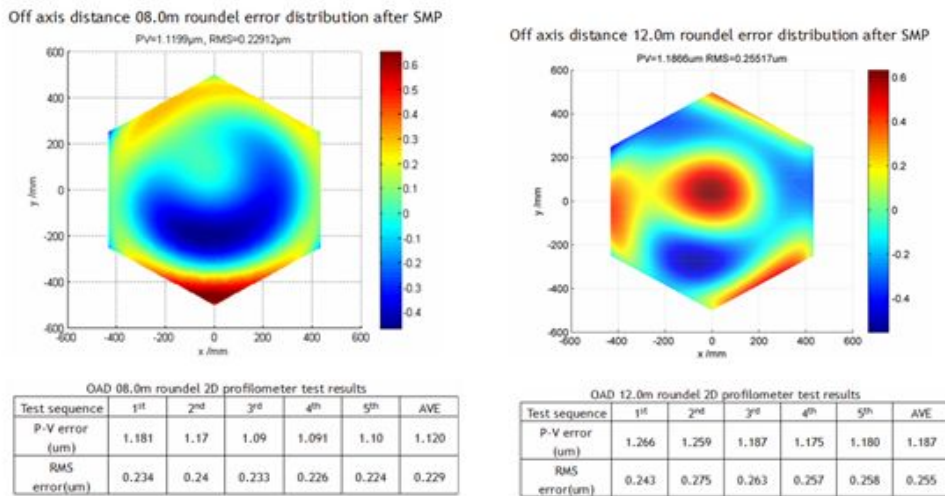 Off axis distance 08.0m roundel error distribution after SMP
PV=1.1199μm, RMS=0.22912μm
600
400
200
0
-200
-400
-600
y /mm
-600 -400 -200 0 200 400 600
x /mm
0.6
0.5
0.4
0.3
0.2
0.1
0
-0.1
-0.2
-0.3
-0.4
OAD 08.0m roundel 2D profilometer test results
Test sequence 1st 2nd 3rd 4th 5th AVE
P-V error (um) 1.181 1.17 1.09 1.091 1.10 1.120
RMS error(um) 0.234 0.24 0.233 0.226 0.224 0.229
Off axis distance 12.0m roundel error distribution after SMP
PV=1.1866um RMS=0.25517um
600
400
200
0
-200
-400
-600
y /mm
-600 -400 -200 0 200 400 600
x /mm
0.6
0.4
0.2
0
-0.2
-0.4
OAD 12.0m roundel 2D profilometer test results
Test sequence 1st 2nd 3rd 4th 5th AVE
P-V error (um) 1.266 1.259 1.187 1.175 1.180 1.187
RMS error(um) 0.243 0.275 0.263 0.257 0.258 0.255